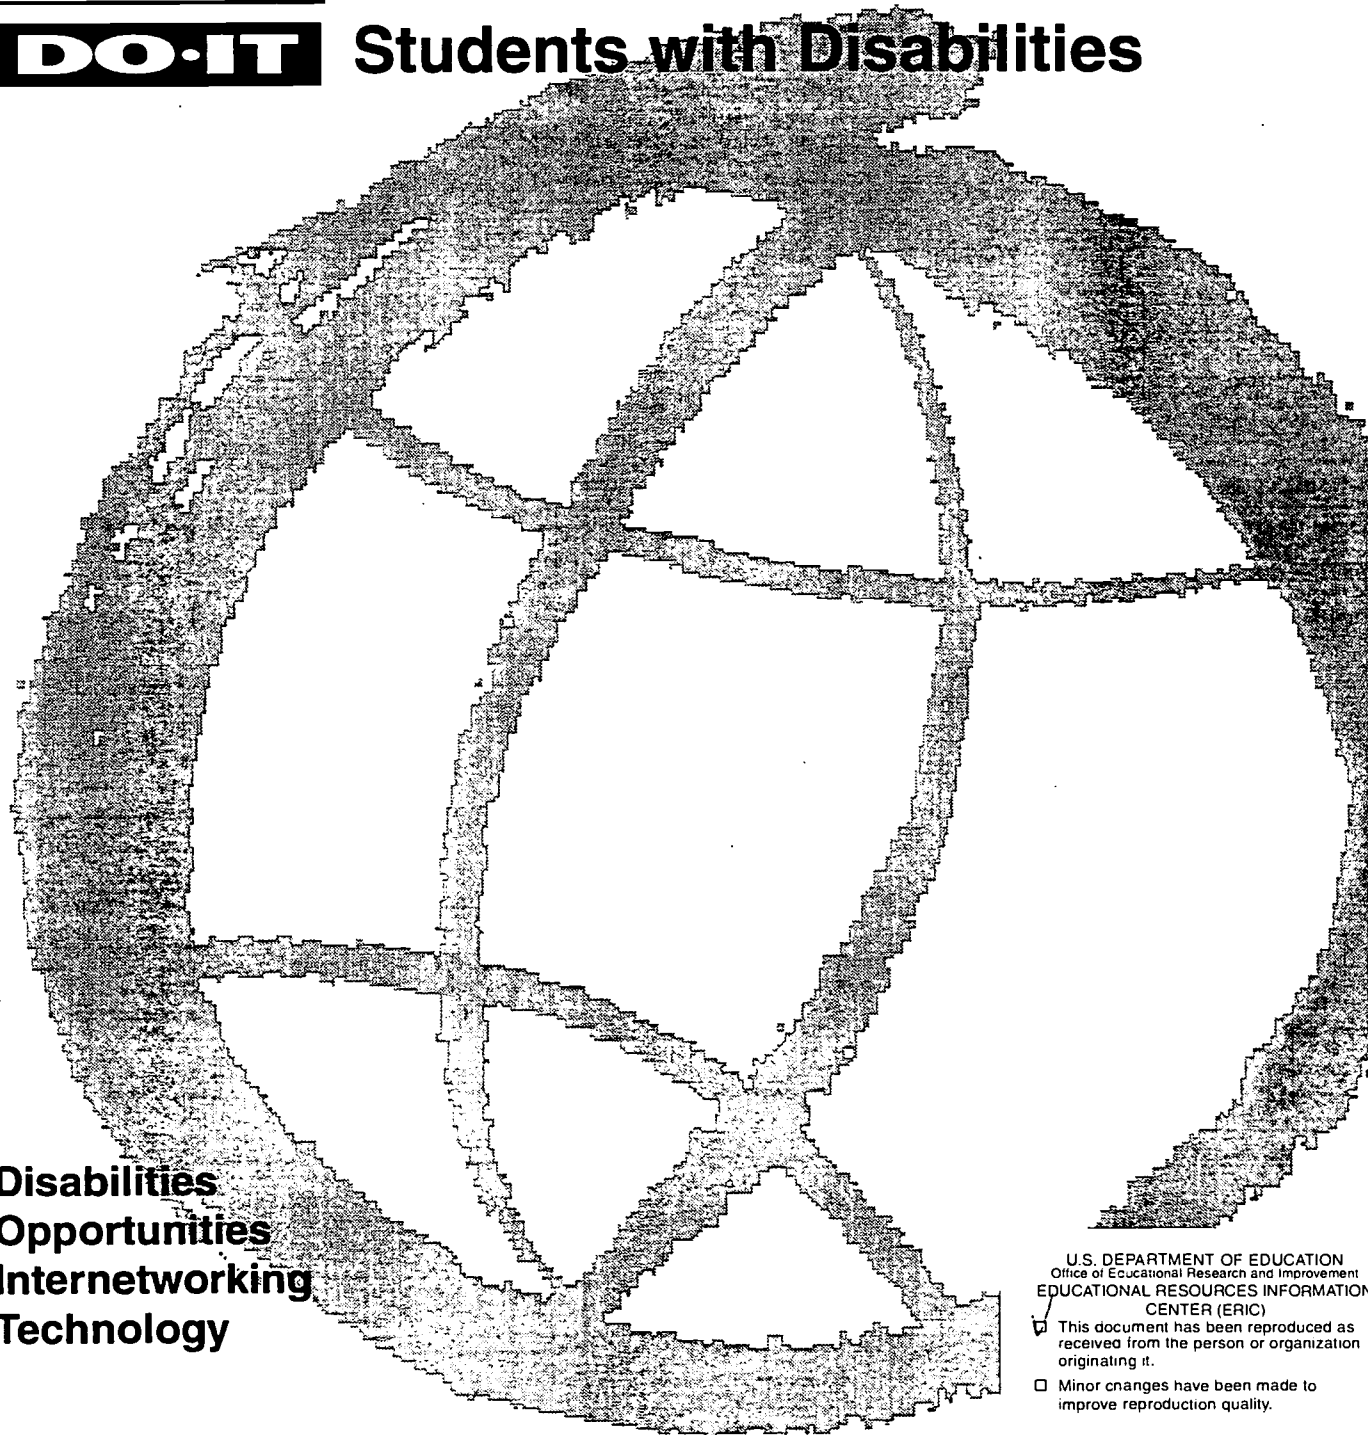 DO·IT Students with Disabilities
Disabilities
Opportunities
Internetworking
Technology
U.S. DEPARTMENT OF EDUCATION
Office of Educational Research and Improvement
EDUCATIONAL RESOURCES INFORMATION
CENTER (ERIC)
This document has been reproduced as
received from the person or organization
originating it.
Minor changes have been made to
improve reproduction quality.